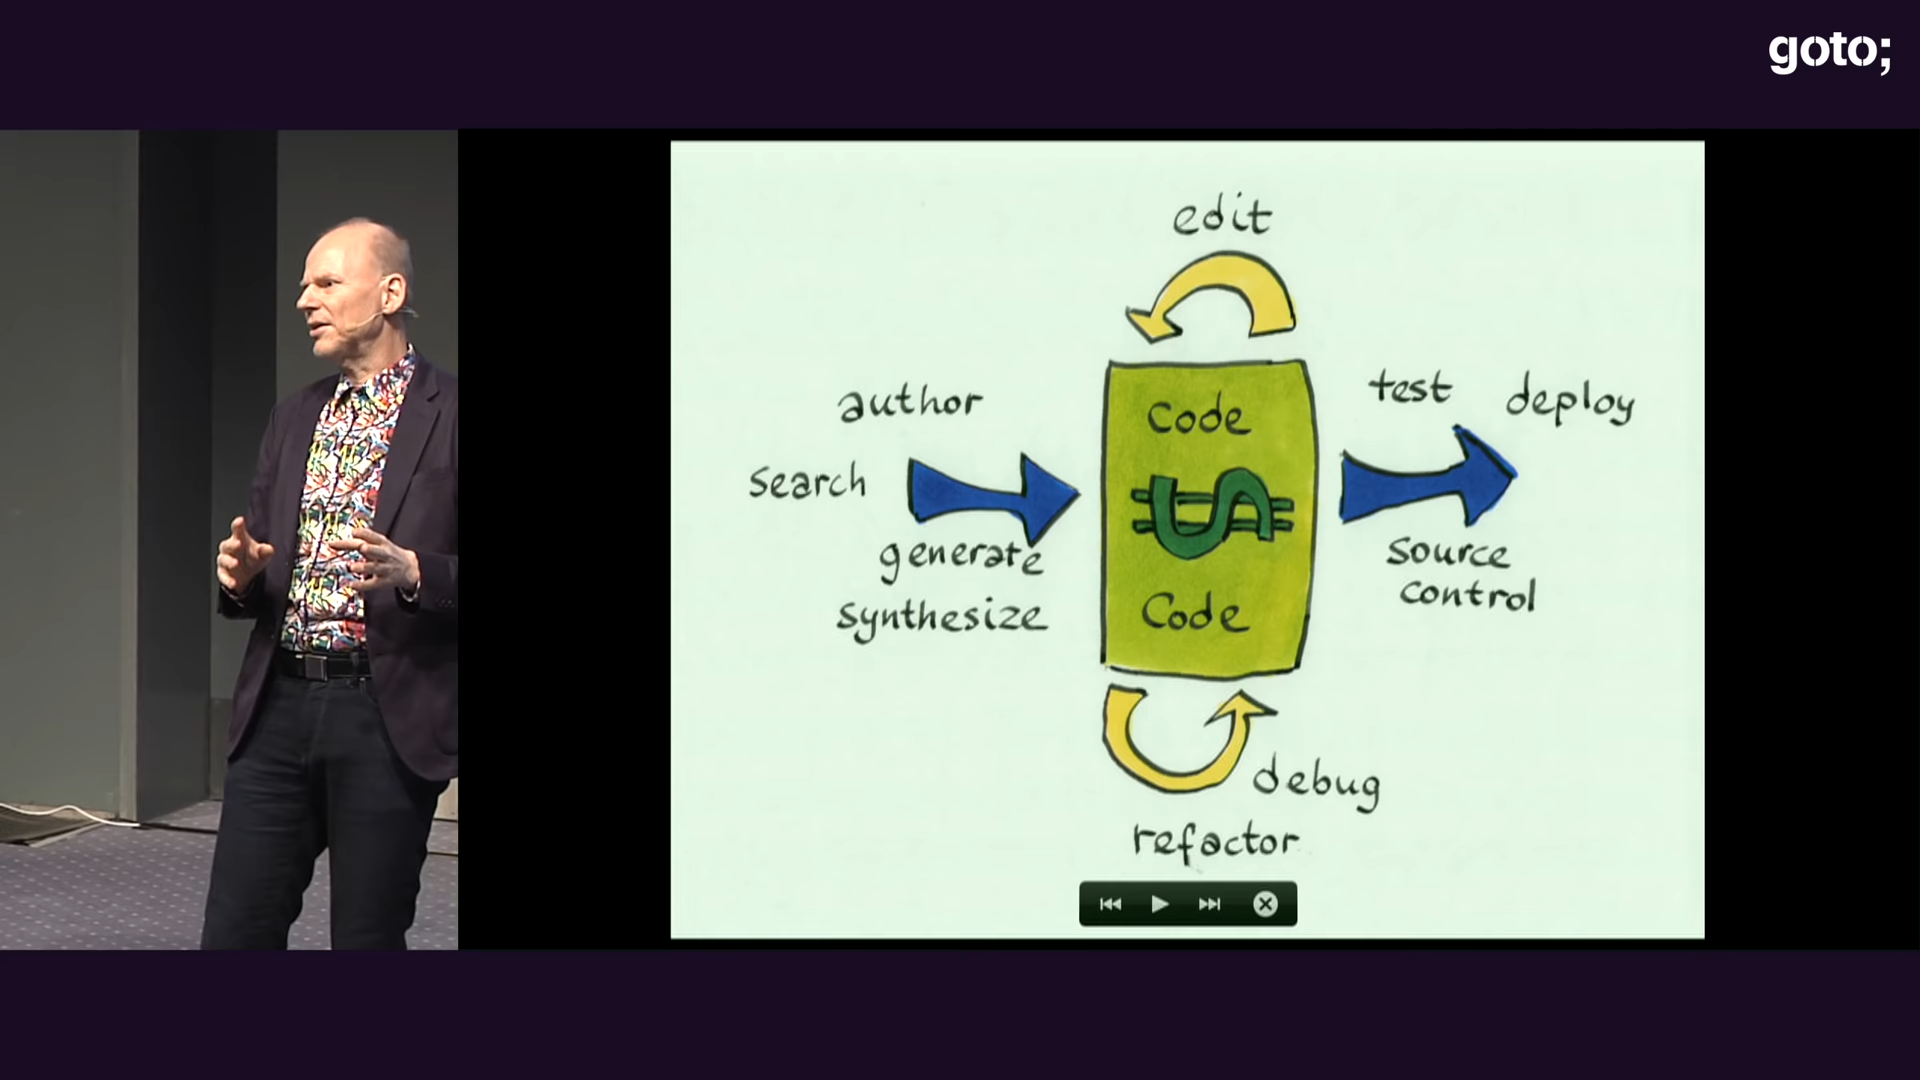 goto;
edit
author
search
generate
synthesize
Code
$
Code
test
deploy
source
control
debug
refactor